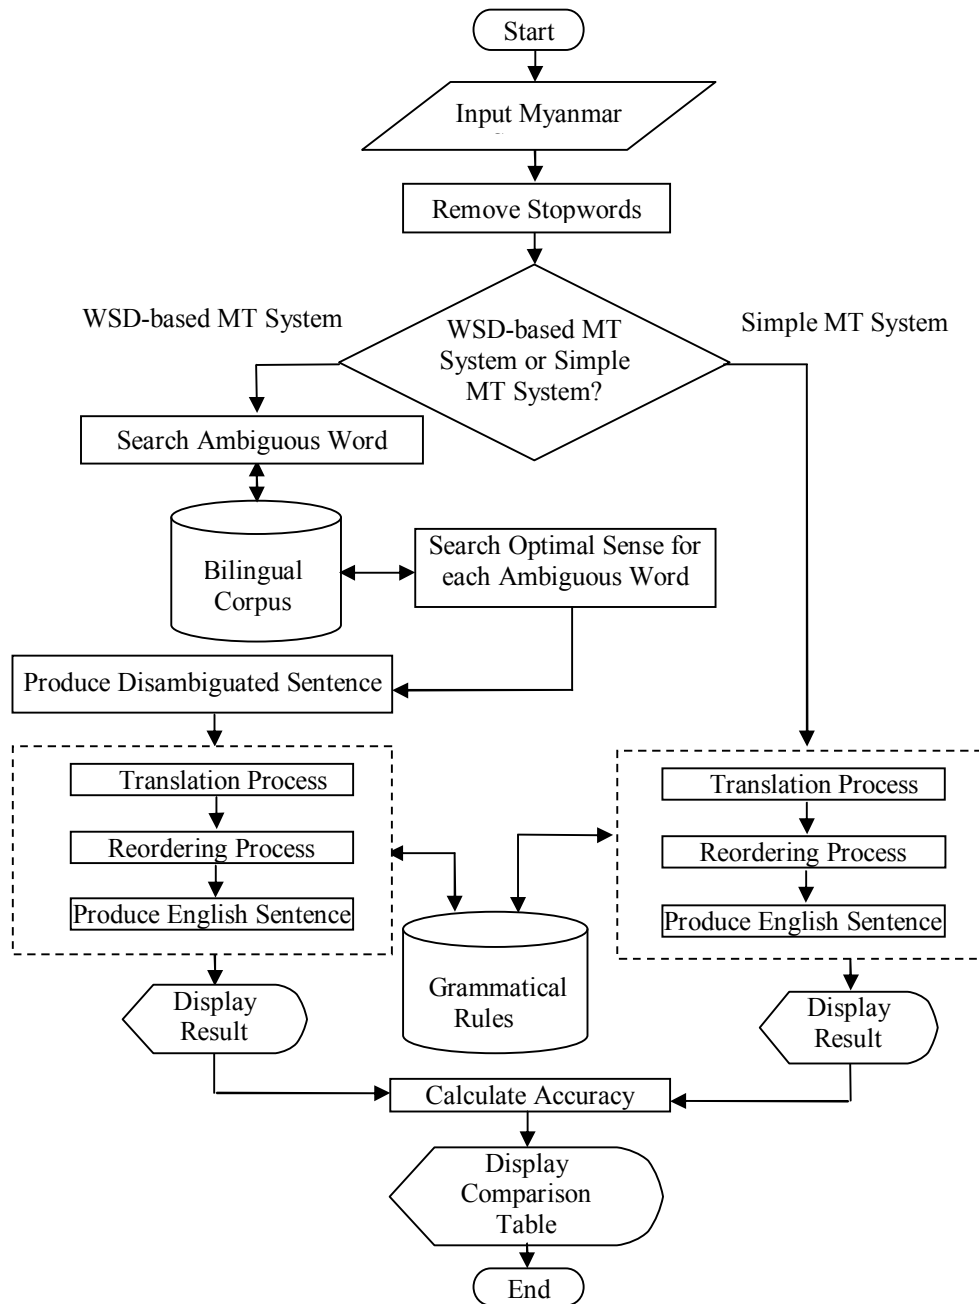 Start
Input Myanmar
Remove Stopwords
WSD-based MT System
WSD-based MT
System or Simple
MT System?
Simple MT System
Search Ambiguous Word
Bilingual
Corpus
Search Optimal Sense for
each Ambiguous Word
Produce Disambiguated Sentence
Translation Process
Reordering Process
Produce English Sentence
Translation Process
Reordering Process
Produce English Sentence
Grammatical
Rules
Display
Result
Display
Result
Calculate Accuracy
Display
Comparison
Table
End